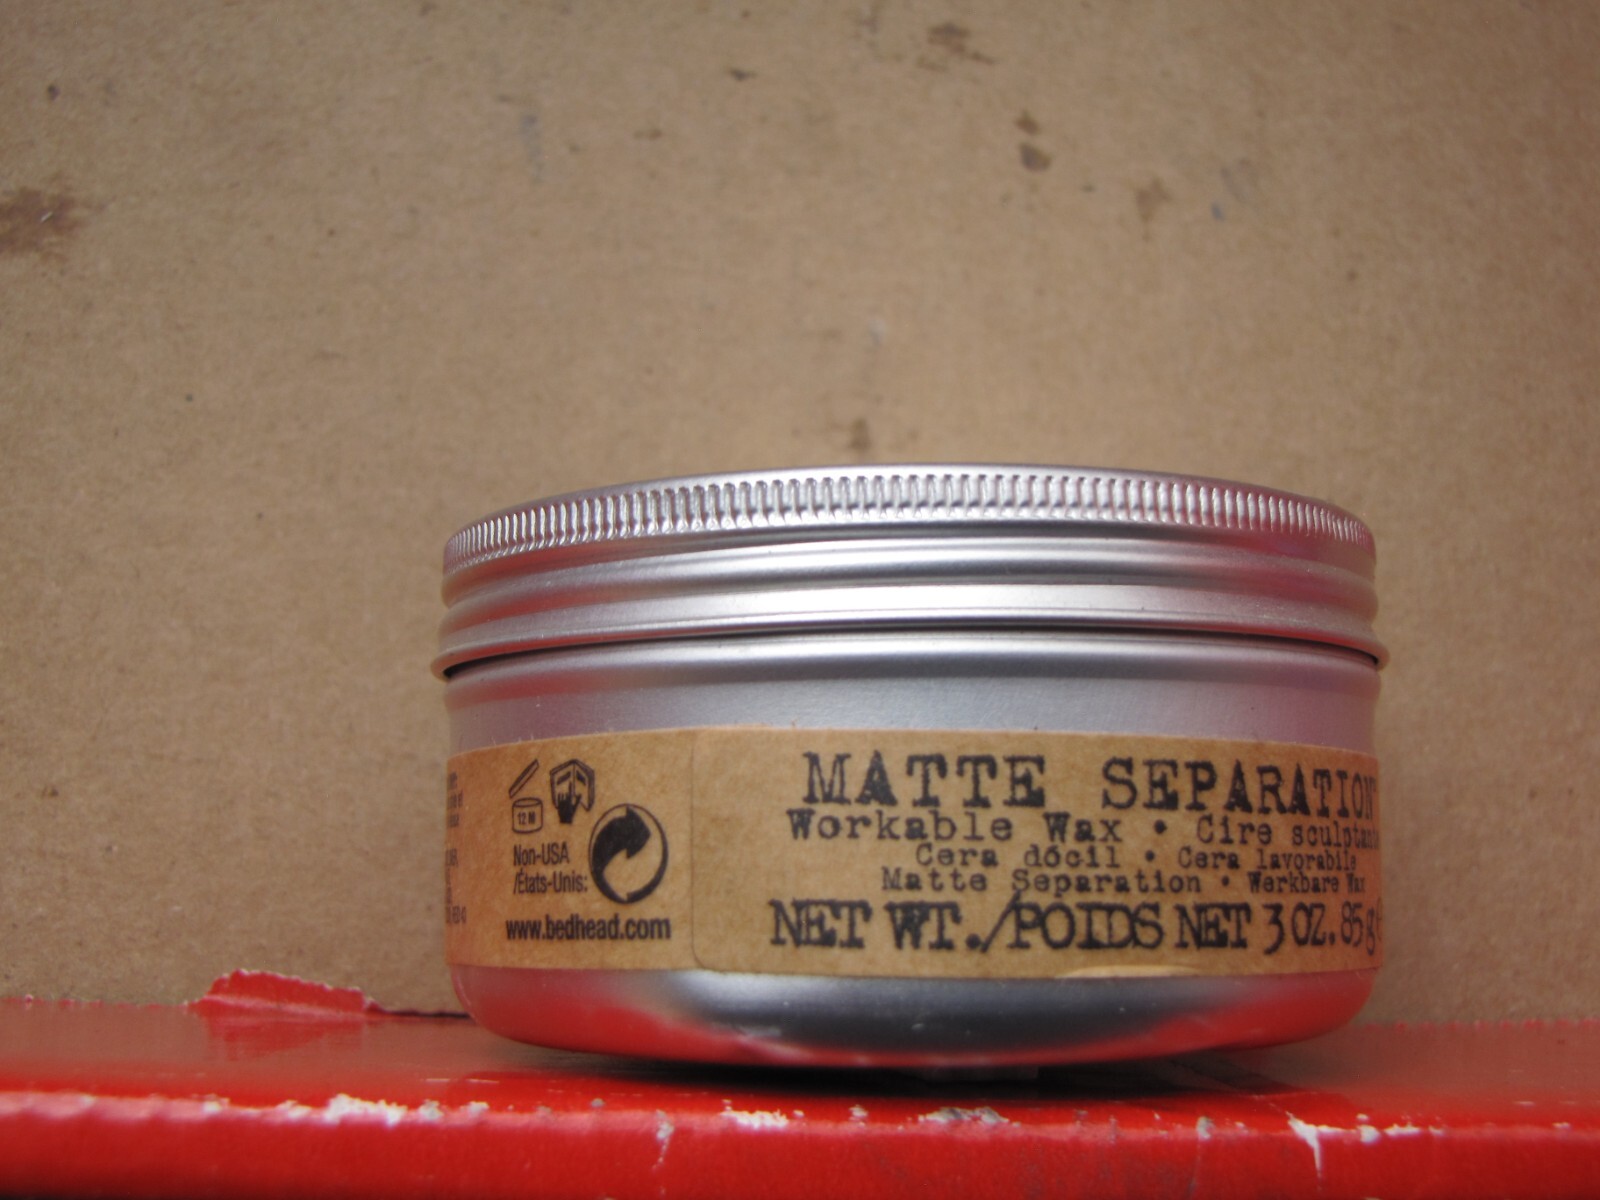 12 M
Non-USA
/États-Unis:
www.bedhead.com
MATTE SEPARATION
Workable Wax • Cire sculptante
Cera dócil • Cera lavorabile
Matte Separation • Werkbare Wax
NET WT./POIDS NET 3 OZ. 85g